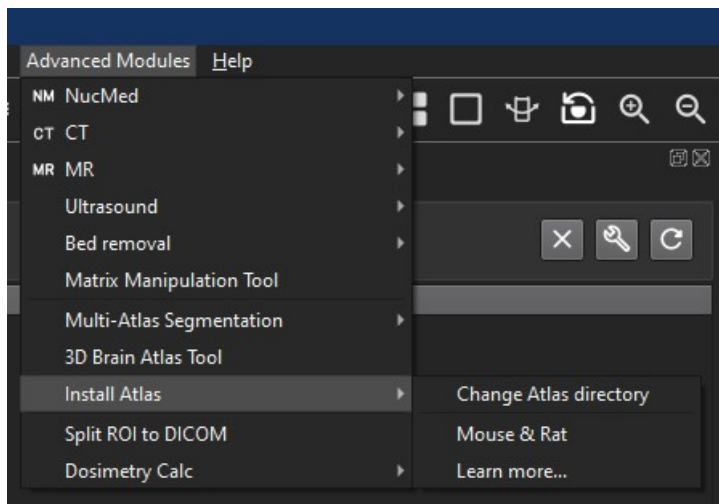 Advanced Modules Help
NM NucMed
CT CT
MR MR
Ultrasound
Bed removal
Matrix Manipulation Tool
Multi-Atlas Segmentation
3D Brain Atlas Tool
Install Atlas
Change Atlas directory
Split ROI to DICOM
Mouse & Rat
Dosimetry Calc
Learn more...